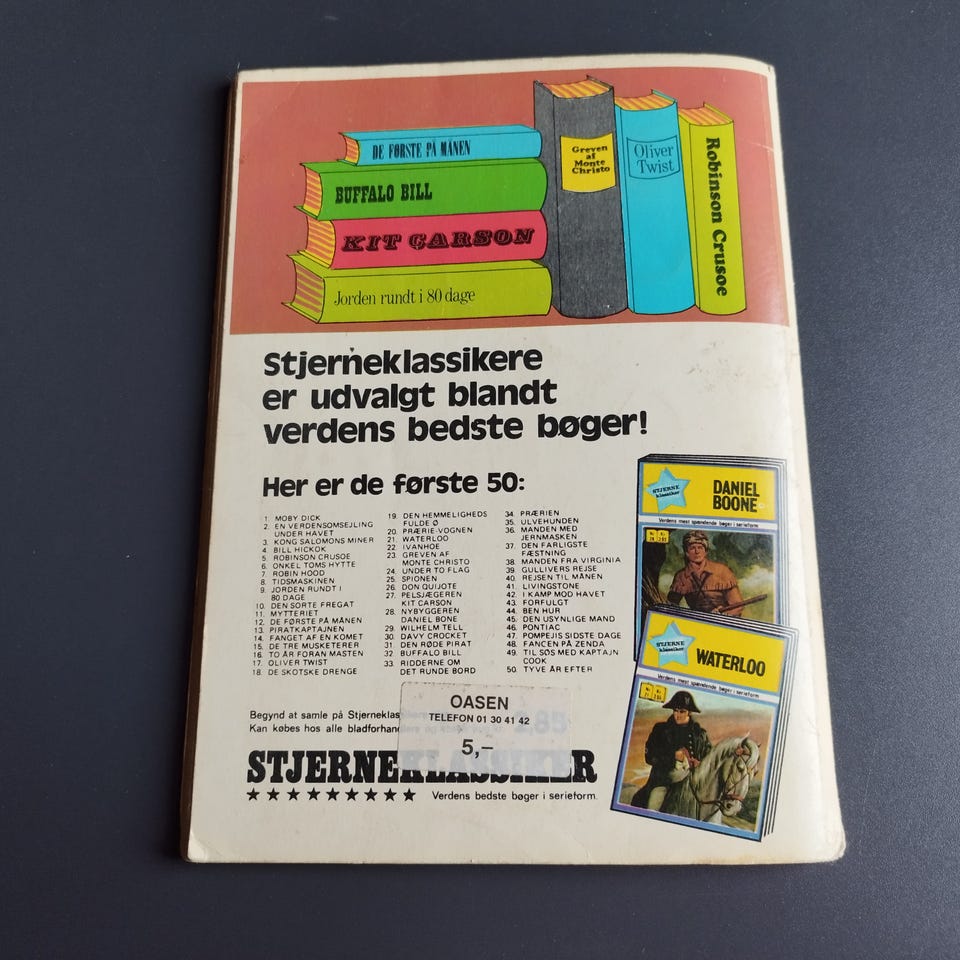 DE FØRSTE PÅ MÅNEN
BUFFALO BILL
KIT CARSON
Jorden rundt i 80 dage
Greven
af
Monte
Christo
Oliver
Twist
Robinson Crusoe
Stjerneklassikere
er udvalgt blandt
verdens bedste bøger!
Her er de første 50:
1. MOBY DICK
2. EN VERDENSOMSEJLING
UNDER HAVET
3. KONG SALOMONS MINER
4. BILL HICKOK
5. ROBINSON CRUSOE
6. ONKEL TOMS HYTTE
7. ROBIN HOOD
8. TIDSMASKINEN
9. JORDEN RUNDT I
80 DAGE
10. DEN SORTE FREGAT
11. MYTTERIET
12. DE FØRSTE PÅ MÅNEN
13. PIRATKAPTAJNEN
14. FANGET AF EN KOMET
15. DE TRE MUSKETERER
16. TO ÅR FORAN MASTEN
17. OLIVER TWIST
18. DE SKOTSKE DRENGE
19. DEN HEMMELIGHEDS
FULDE Ø
20. PRÆRIE-VOGNEN
21. WATERLOO
22. IVANHOE
23. GREVEN AF
MONTE CHRISTO
24. UNDER TO FLAG
25. SPIONEN
26. DON QUIJOTE
27. PELSJÆGEREN
KIT CARSON
28. NYBYGGEREN
DANIEL BONE
29. WILHELM TELL
30. DAVY CROCKET
31. DEN RØDE PIRAT
32. BUFFALO BILL
33. RIDDERNE OM
DET RUNDE BORD
34. PRÆRIEN
35. ULVEHUNDEN
36. MANDEN MED
JERNMASKEN
37. DEN FARLIGSTE
FÆSTNING
38. MANDEN FRA VIRGINIA
39. GULLIVERS REJSE
40. REJSEN TIL MÅNEN
41. LIVINGSTONE
42. I KAMP MOD HAVET
43. FORFULGT
44. BEN HUR
45. DEN USYNLIGE MAND
46. PONTIAC
47. POMPEJIS SIDSTE DAGE
48. FANCEN PÅ ZENDA
49. TIL SØS MED KAPTAJN
COOK
50. TYVE ÅR EFTER
STJERNE
klassiker
DANIEL
BOONE
Verdens mest spændende bøger i serieform
STJERNE
klassiker
WATERLOO
Verdens mest spændende bøger i serieform
Begynd at samle på Stjerneklas
Kan købes hos alle bladforhan
OASEN
TELEFON 01 30 41 42
5,-
1,85
STJERNEKLASSIKER
Verdens bedste bøger i serieform.